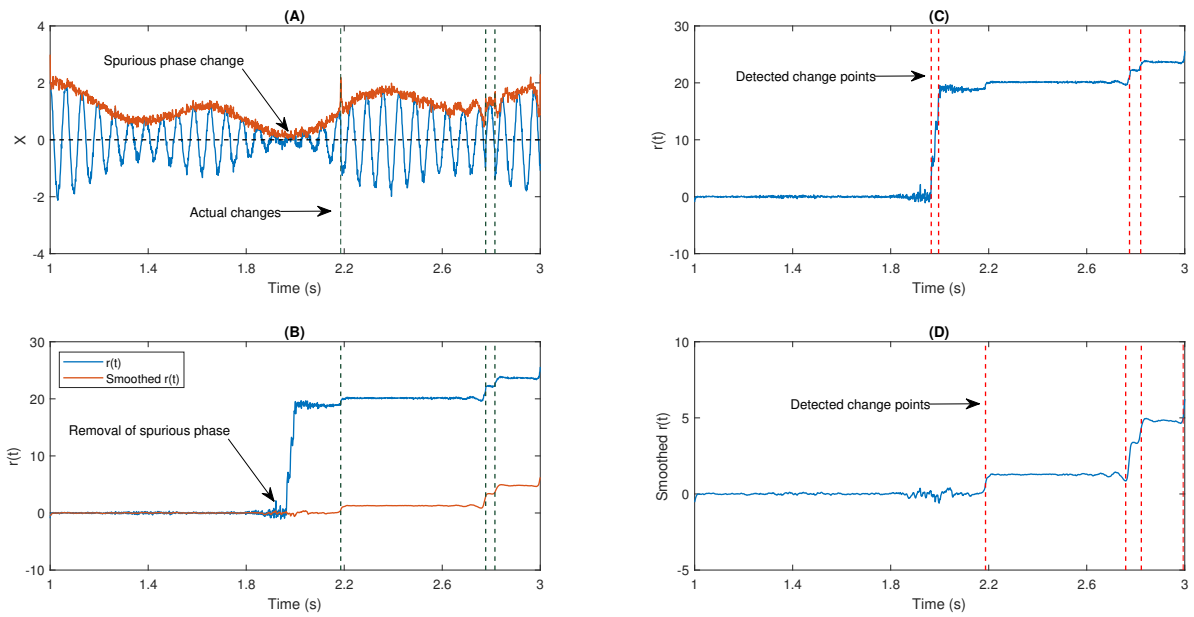 (A)
4
2
0
-2
-4
X
Spurious phase change
Actual changes
1
1.4
1.8
2.2
2.6
3
Time (s)
(C)
30
20
10
0
-10
r(t)
Detected change points
1
1.4
1.8
2.2
2.6
3
Time (s)
(B)
30
20
10
0
-10
r(t)
r(t)
Smoothed r(t)
Removal of spurious phase
1
1.4
1.8
2.2
2.6
3
Time (s)
(D)
10
5
0
-5
Smoothed r(t)
Detected change points
1
1.4
1.8
2.2
2.6
3
Time (s)